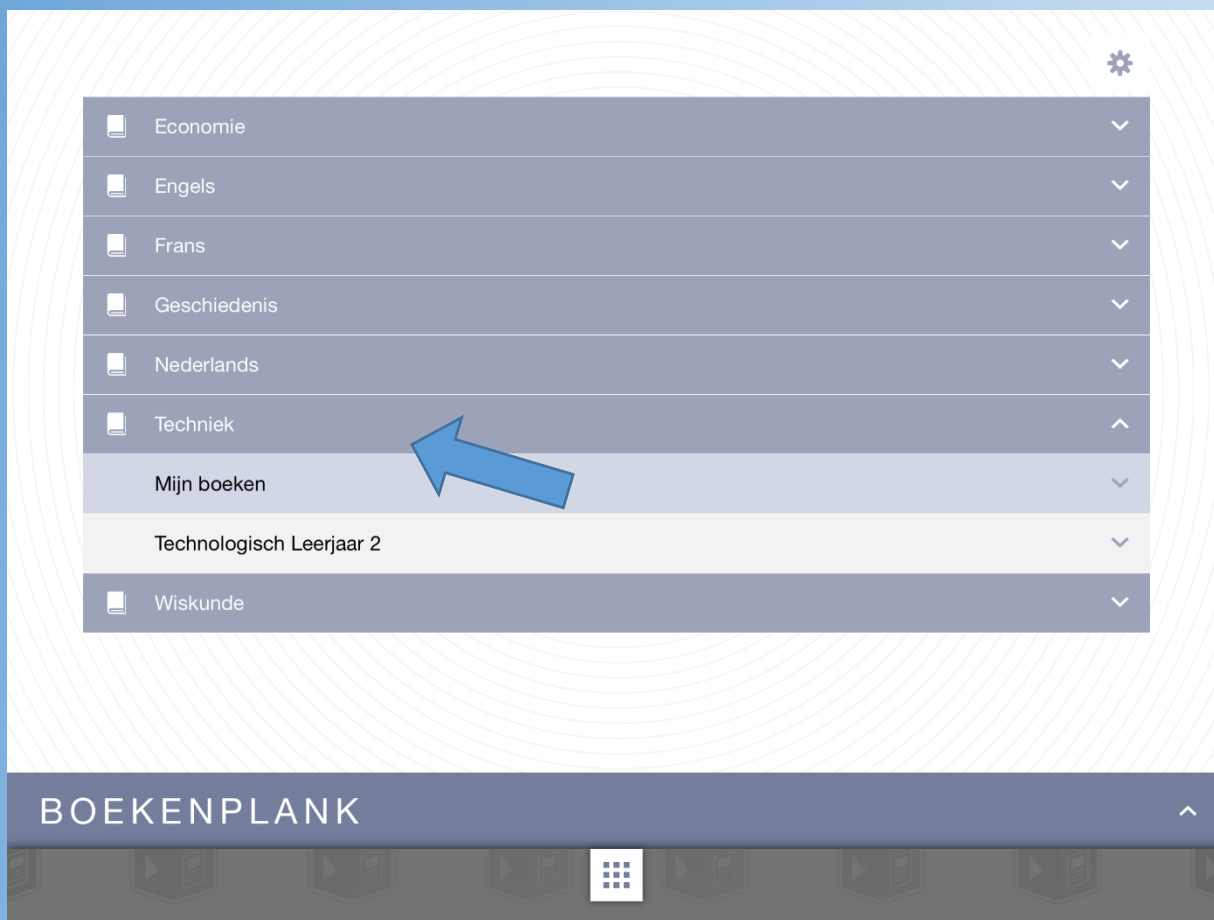 Economie
Engels
Frans
Geschiedenis
Nederlands
Techniek
Mijn boeken
Technologisch Leerjaar 2
Wiskunde
BOEKENPLANK